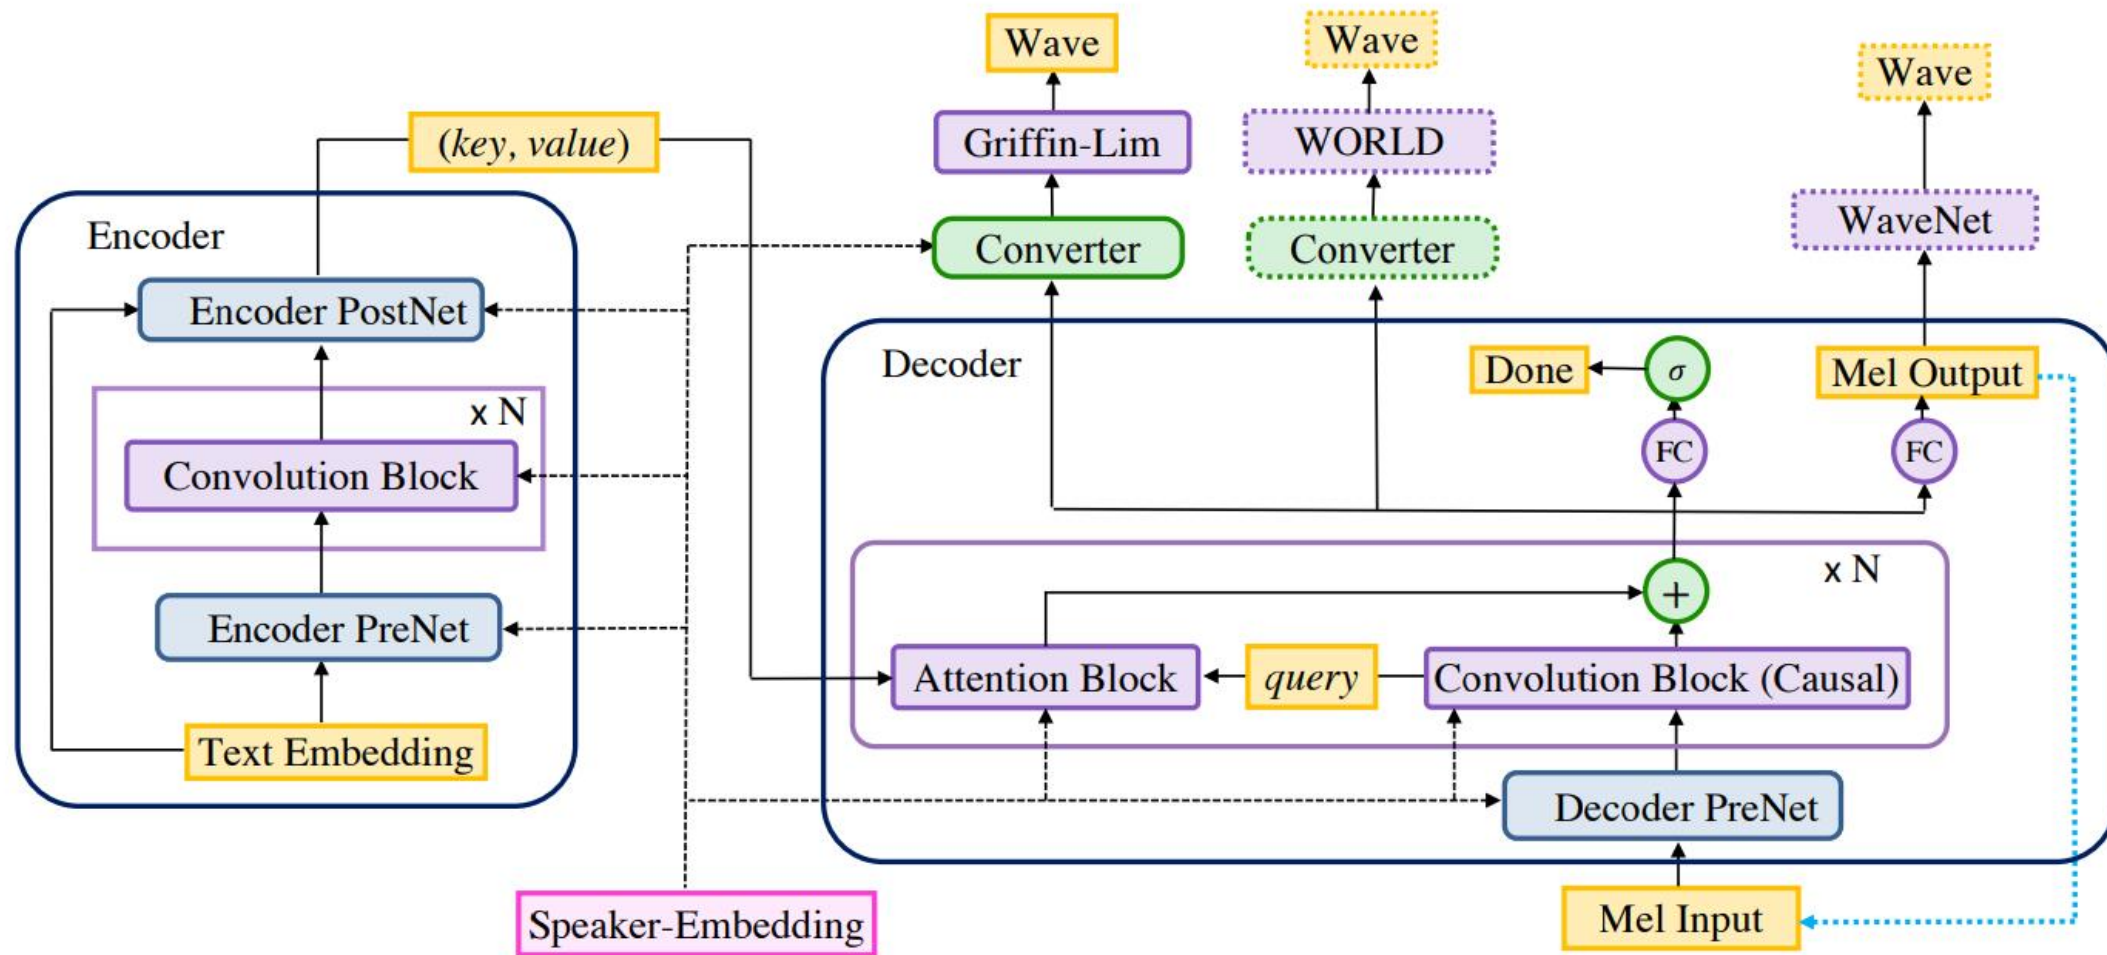 Wave
Wave
Wave
(key, value)
Griffin-Lim
WORLD
WaveNet
Encoder
Converter
Converter
Encoder PostNet
Decoder
Done
σ
Mel Output
x N
Convolution Block
FC
FC
x N
+
Encoder PreNet
Attention Block
query
Convolution Block (Causal)
Text Embedding
Decoder PreNet
Speaker-Embedding
Mel Input